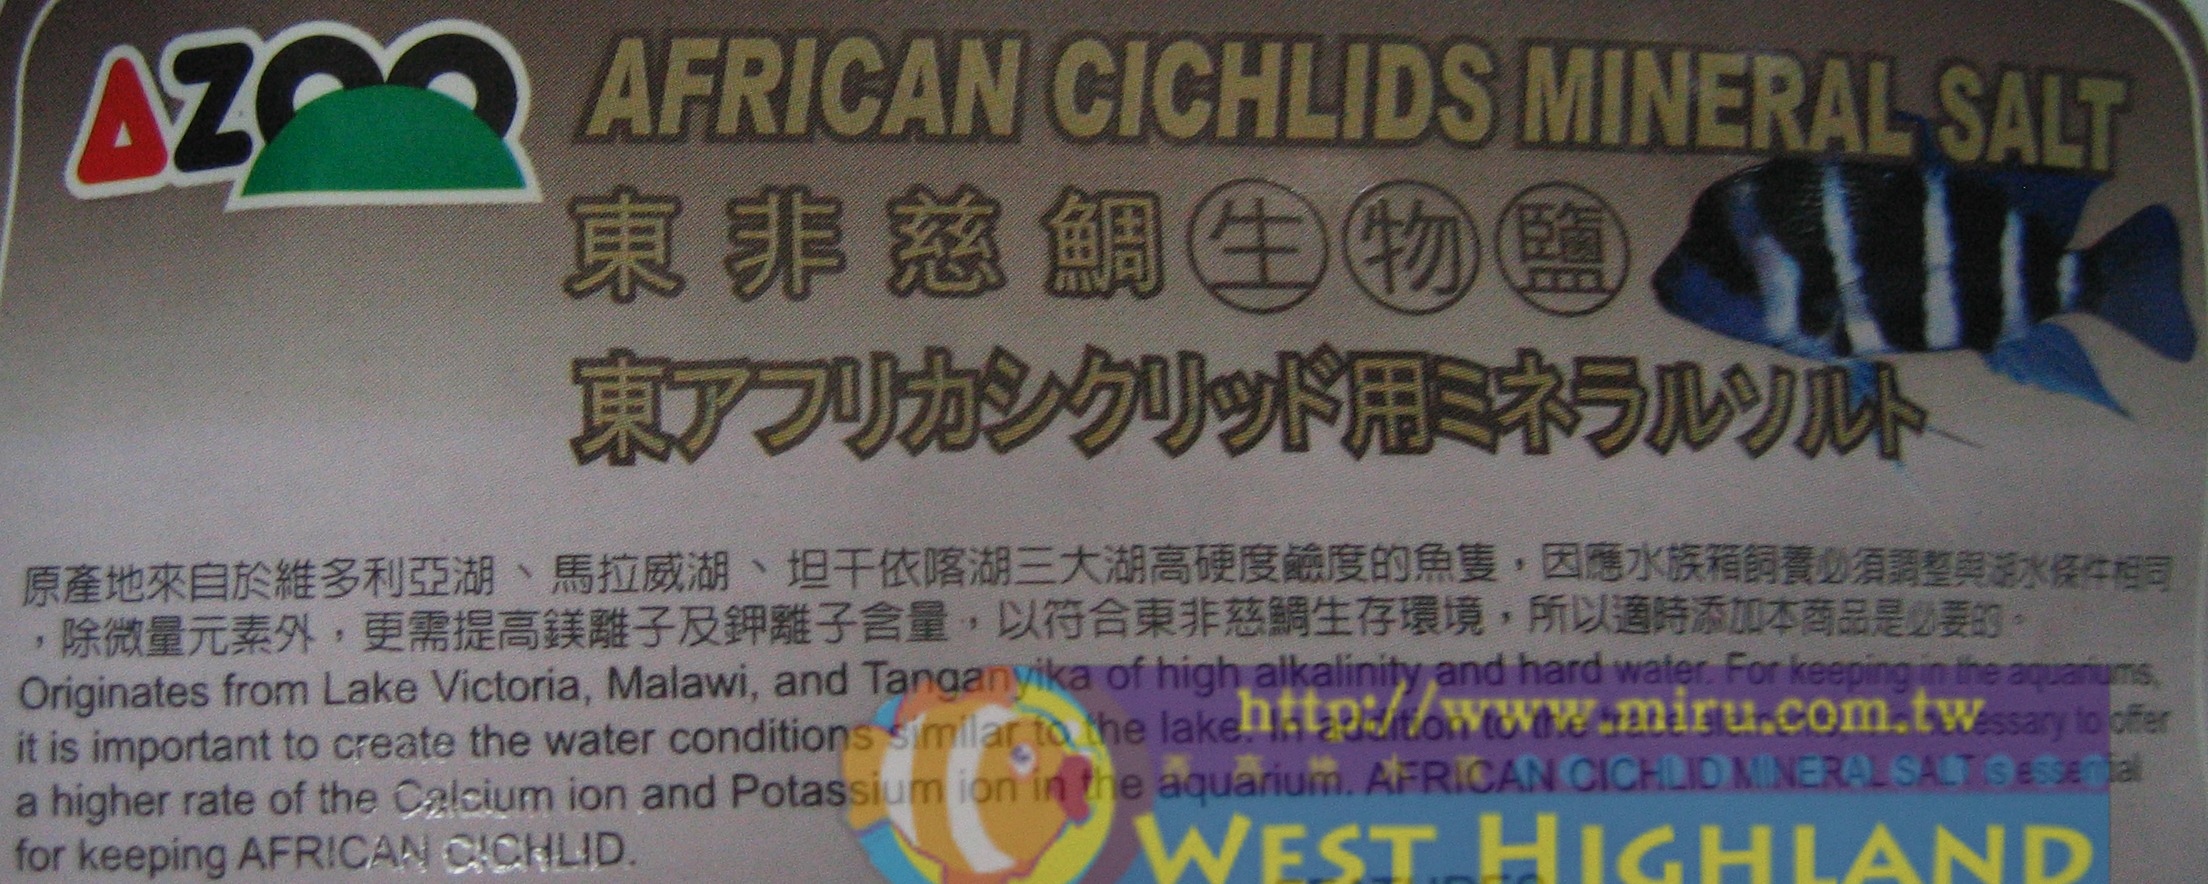 AZOO
AFRICAN CICHLIDS MINERAL SALT
東非慈鯛生物鹽
東アフリカシクリッド用ミネラルソルト
原產地來自於維多利亞湖、馬拉威湖、坦干依喀湖三大湖高硬度鹼度的魚隻，因應水族箱飼養必須調整與湖水條件相同
，除微量元素外，更需提高鎂離子及鉀離子含量，以符合東非慈鯛生存環境，所以適時添加本商品是必要的。
Originates from Lake Victoria, Malawi, and Tanganyika of high alkalinity and hard water. For keeping in the aquariums,
http://www.miru.com.tw
it is important to create the water conditions similar to the lake. In addition to the trace necessary to offer
a higher rate of the Calcium ion and Potassium ion in the aquarium. AFRICAN CICHLID MINERAL SALT is essential
for keeping AFRICAN CICHLID.
WEST HIGHLAND